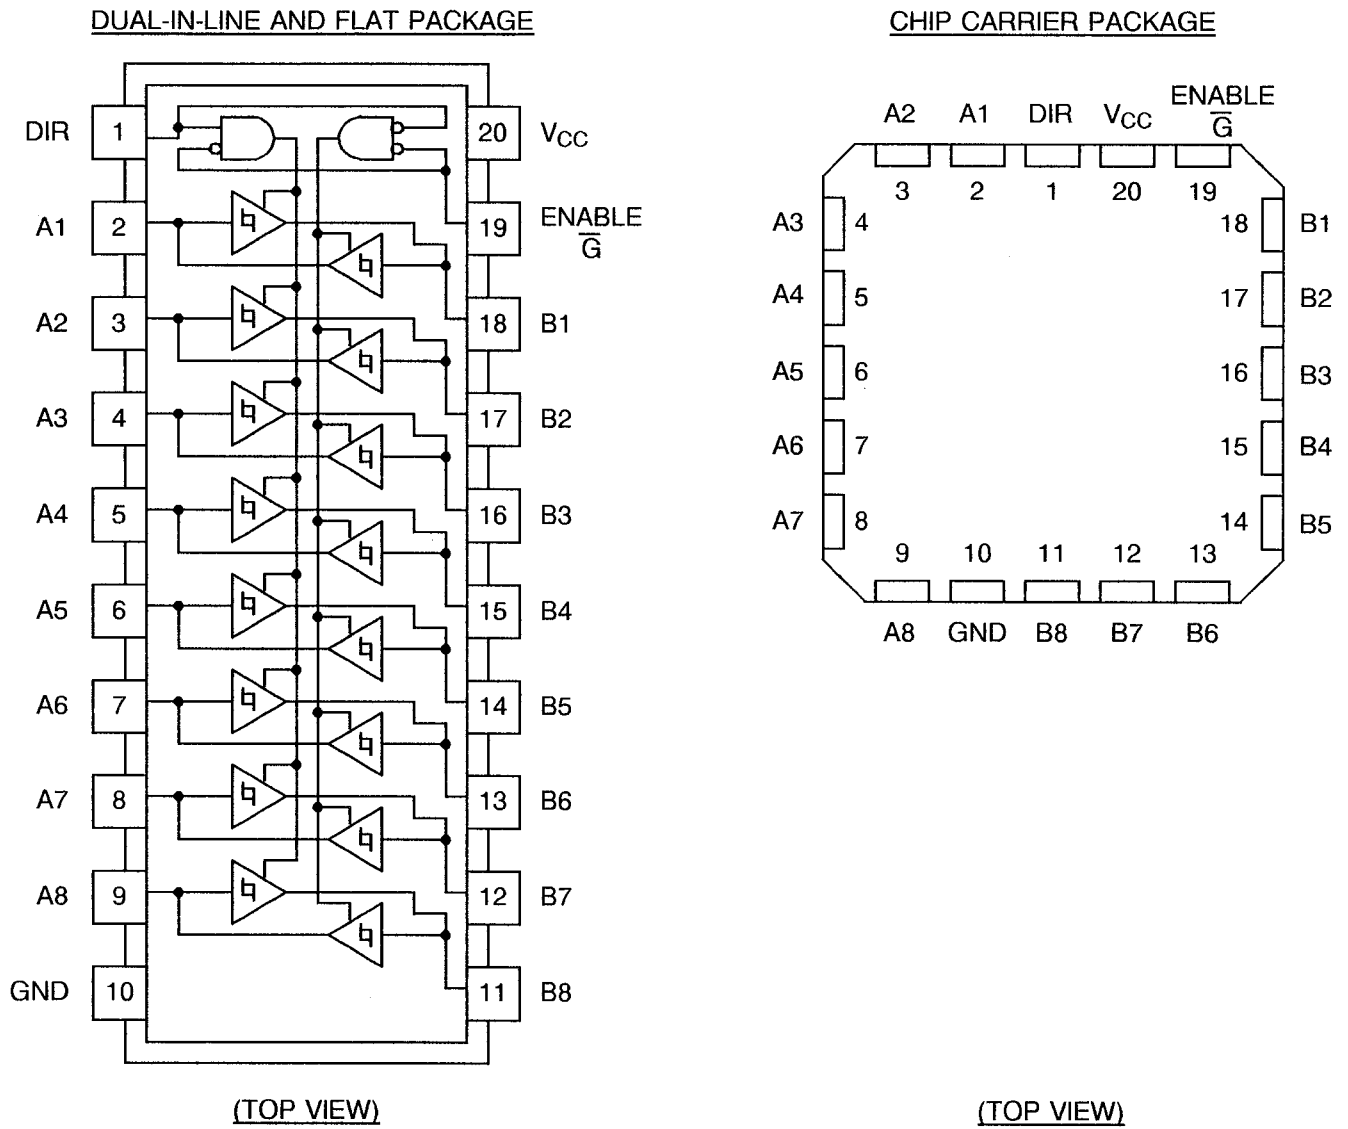 DUAL-IN-LINE AND FLAT PACKAGE
DIR 1 20 VCC
A1 2 19 ENABLE G̅
A2 3 18 B1
A3 4 17 B2
A4 5 16 B3
A5 6 15 B4
A6 7 14 B5
A7 8 13 B6
A8 9 12 B7
GND 10 11 B8
(TOP VIEW)
CHIP CARRIER PACKAGE
A2 A1 DIR VCC ENABLE G̅
3 2 1 20 19
A3 4 18 B1
A4 5 17 B2
A5 6 16 B3
A6 7 15 B4
A7 8 14 B5
9 10 11 12 13
A8 GND B8 B7 B6
(TOP VIEW)